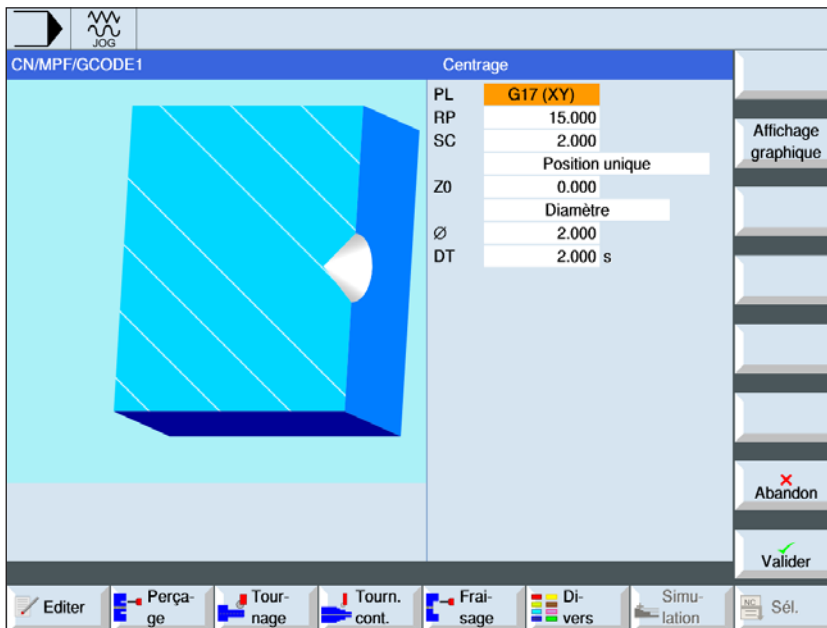 JOG
CN/MPF/GCODE1
Centrage
PL G17 (XY)
RP 15.000
SC 2.000
Position unique
Z0 0.000
Diamètre
Ø 2.000
DT 2.000 s
Affichage
graphique
Abandon
Valider
Editer
Perça-
ge
Tour-
nage
Tourn.
cont.
Frai-
sage
Di-
vers
Simu-
lation
NC
Sél.